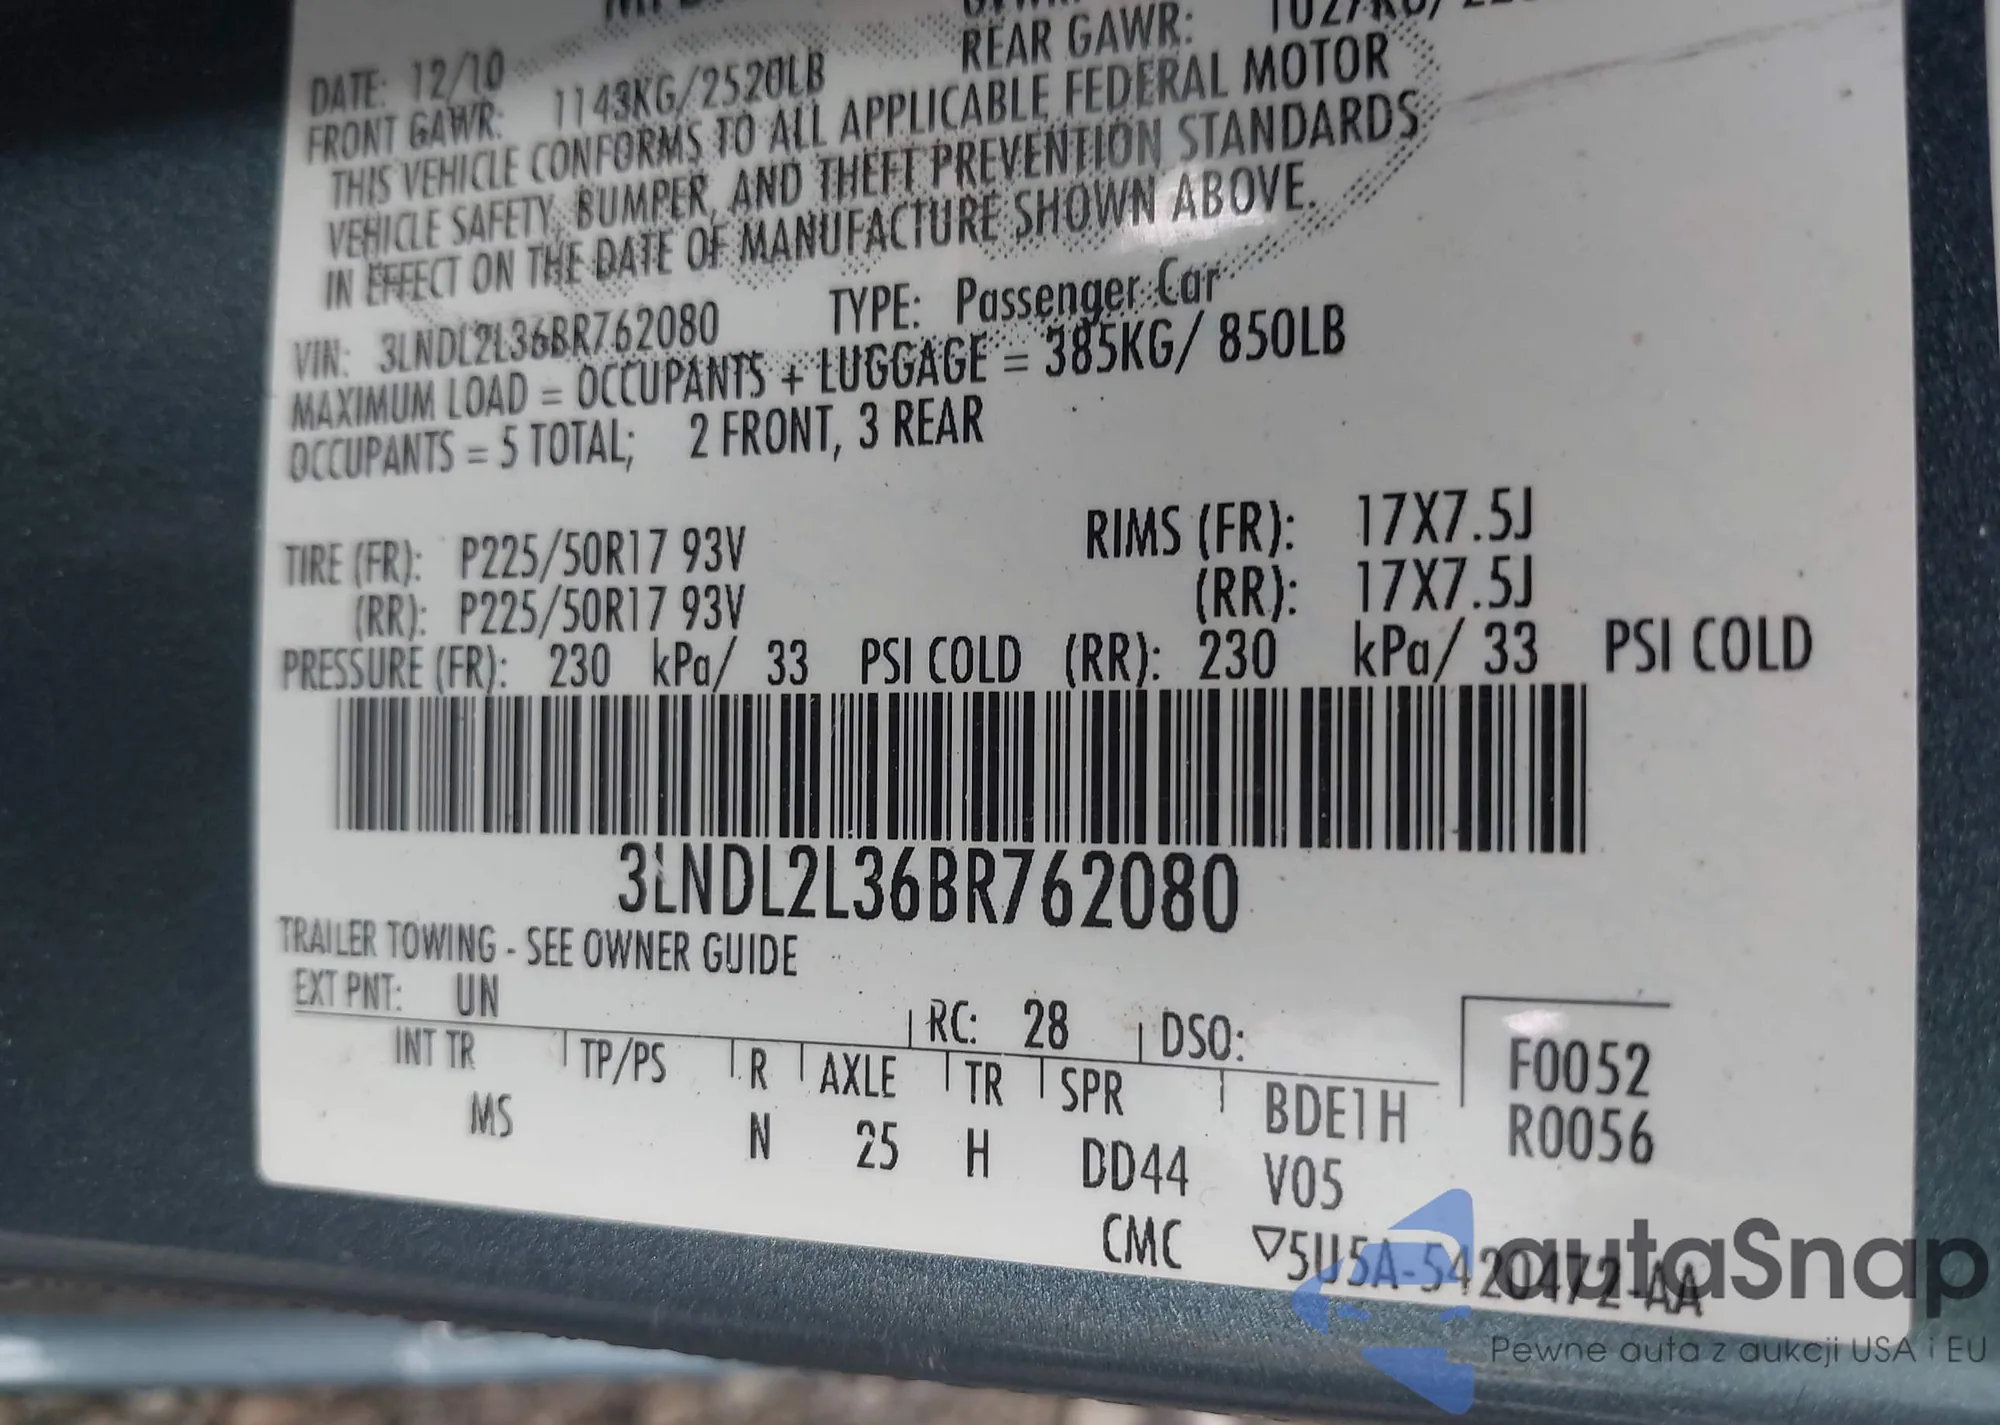 REAR GAWR:
DATE: 12/10
FRONT GAWR: 1143KG/2520LB
THIS VEHICLE CONFORMS TO ALL APPLICABLE FEDERAL MOTOR
VEHICLE SAFETY, BUMPER, AND THEFT PREVENTION STANDARDS
IN EFFECT ON THE DATE OF MANUFACTURE SHOWN ABOVE.
VIN: 3LNDL2L36BR762080 TYPE: Passenger Car
MAXIMUM LOAD = OCCUPANTS + LUGGAGE = 385KG/ 850LB
OCCUPANTS = 5 TOTAL; 2 FRONT, 3 REAR
TIRE (FR): P225/50R17 93V RIMS (FR): 17X7.5J
(RR): P225/50R17 93V (RR): 17X7.5J
PRESSURE (FR): 230 kPa/ 33 PSI COLD (RR): 230 kPa/ 33 PSI COLD
3LNDL2L36BR762080
TRAILER TOWING - SEE OWNER GUIDE
EXT PNT: UN RC: 28 DSO:
INT TR TP/PS R AXLE TR SPR BDE1H F0052
MS N 25 H DD44 V05 R0056
CMC ▽5U5A-5420472-AA
autaSnap
Pewne auta z aukcji USA i EU